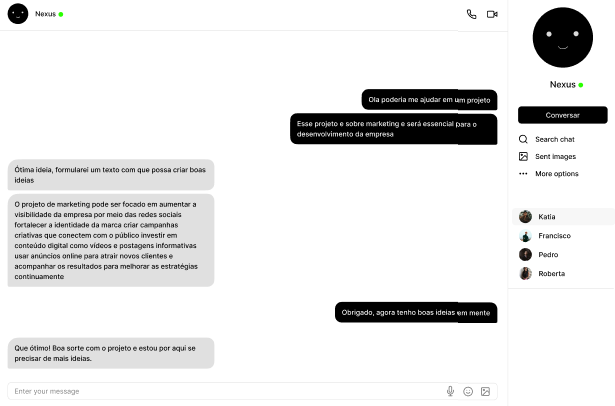 Nexus
Ola poderia me ajudar em um projeto
Esse projeto e sobre marketing e será essencial para o
desenvolvimento da empresa
Ótima ideia, formularei um texto com que possa criar boas
ideias
O projeto de marketing pode ser focado em aumentar a
visibilidade da empresa por meio das redes sociais
fortalecer a identidade da marca criar campanhas
criativas que conectem com o público investir em
conteúdo digital como vídeos e postagens informativas
usar anúncios online para atrair novos clientes e
acompanhar os resultados para melhorar as estratégias
continuamente
Obrigado, agora tenho boas ideias em mente
Que ótimo! Boa sorte com o projeto e estou por aqui se
precisar de mais ideias.
Enter your message
Nexus
Conversar
Search chat
Sent images
More options
Katia
Francisco
Pedro
Roberta